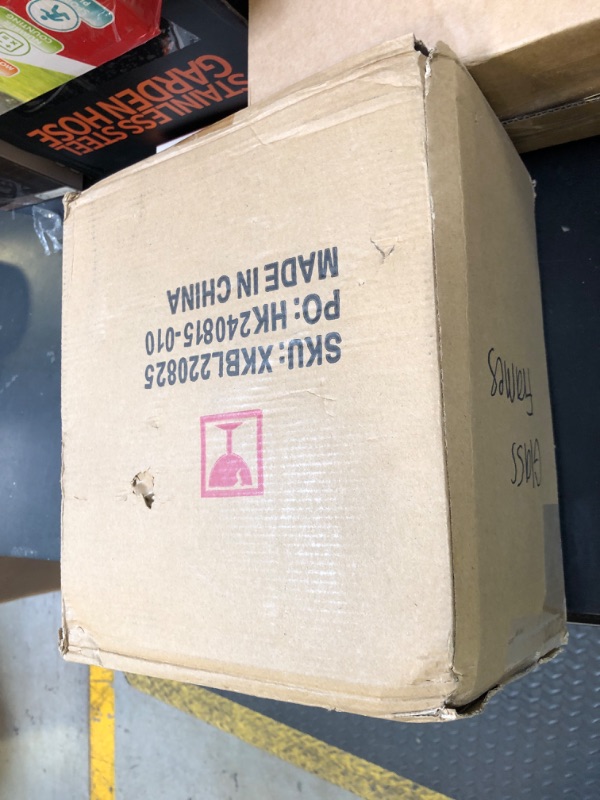 SKU: XKBL220825
PO: HK240815-010
MADE IN CHINA
Glass
frames
STAINLESS STEEL
GARDEN HOSE